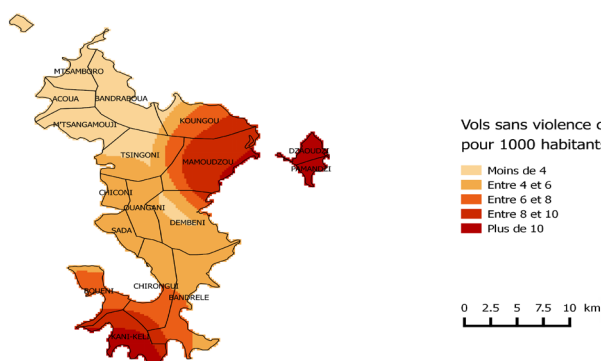 MTSAMBORO
ACOUA
BANDRABOUA
M'TSANGAMOUJI
KOUNGOU
TSINGONI
MAMOUDZOU
DZAOUDZI
PAMANDZI
CHICONI
OUANGANI
DEMBENI
SADA
BOUENI
CHIRONGUI
BANDRELE
KANI-KELI
Vols sans violence
pour 1000 habitants
Moins de 4
Entre 4 et 6
Entre 6 et 8
Entre 8 et 10
Plus de 10
0 2.5 5 7.5 10 km